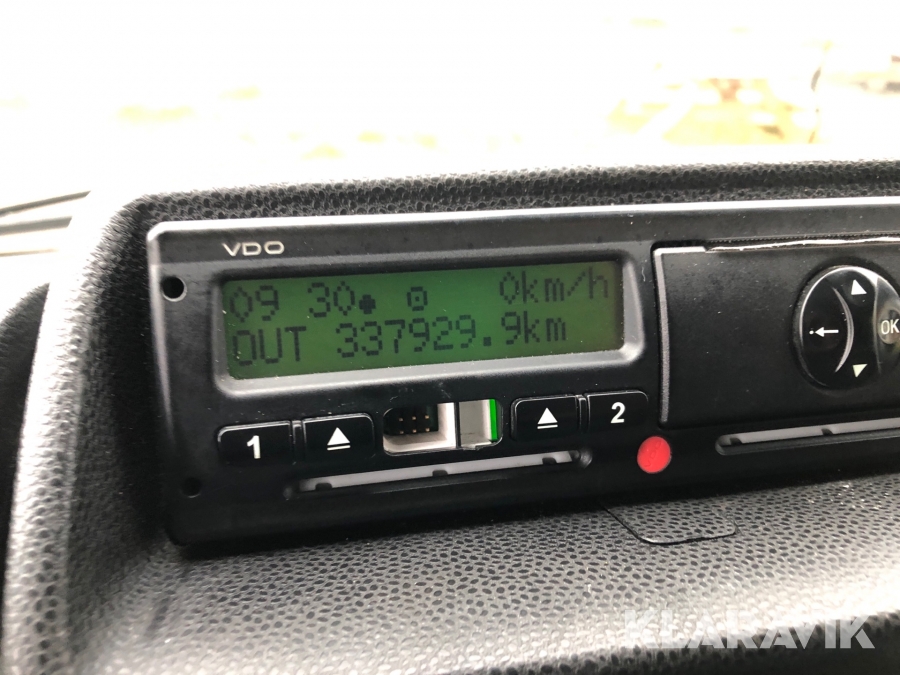 VDO
09 30 0km/h
OUT 337929.9km
1
2
OK
KLARAVIK